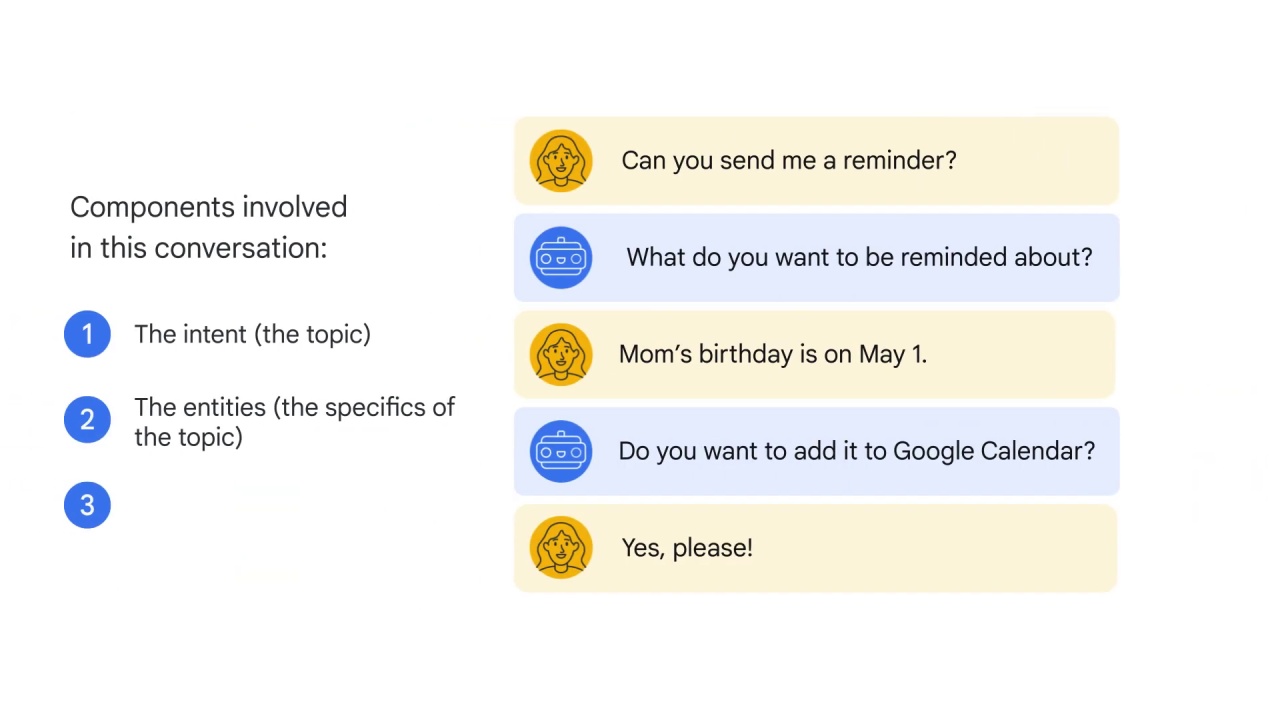 Components involved
in this conversation:
1 The intent (the topic)
2 The entities (the specifics of
the topic)
3
Can you send me a reminder?
What do you want to be reminded about?
Mom’s birthday is on May 1.
Do you want to add it to Google Calendar?
Yes, please!